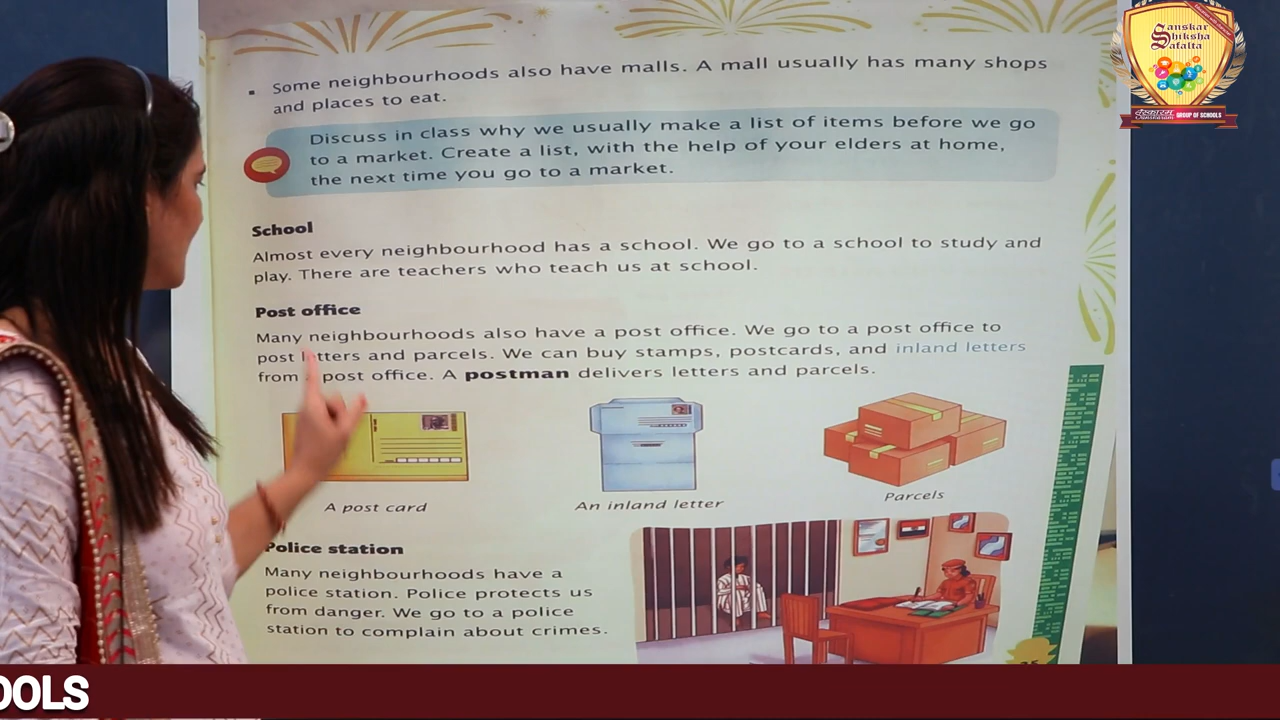 Some neighbourhoods also have malls. A mall usually has many shops
and places to eat.
Discuss in class why we usually make a list of items before we go
to a market. Create a list, with the help of your elders at home,
the next time you go to a market.
School
Almost every neighbourhood has a school. We go to a school to study and
play. There are teachers who teach us at school.
Post office
Many neighbourhoods also have a post office. We go to a post office to
post letters and parcels. We can buy stamps, postcards, and inland letters
from a post office. A postman delivers letters and parcels.
A post card
An inland letter
Parcels
Police station
Many neighbourhoods have a
police station. Police protects us
from danger. We go to a police
station to complain about crimes.
Sanskar
Shiksha
Safalta
GROUP OF SCHOOLS
OOLS